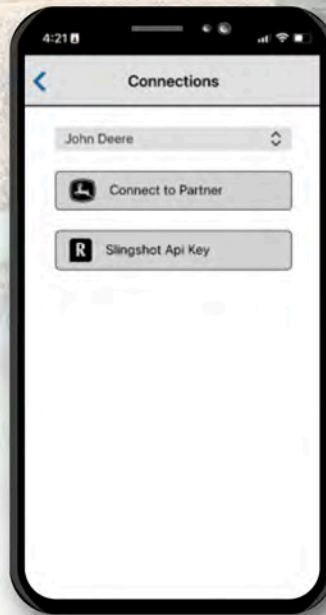 4:21
Connections
John Deere
Connect to Partner
R Slingshot Api Key